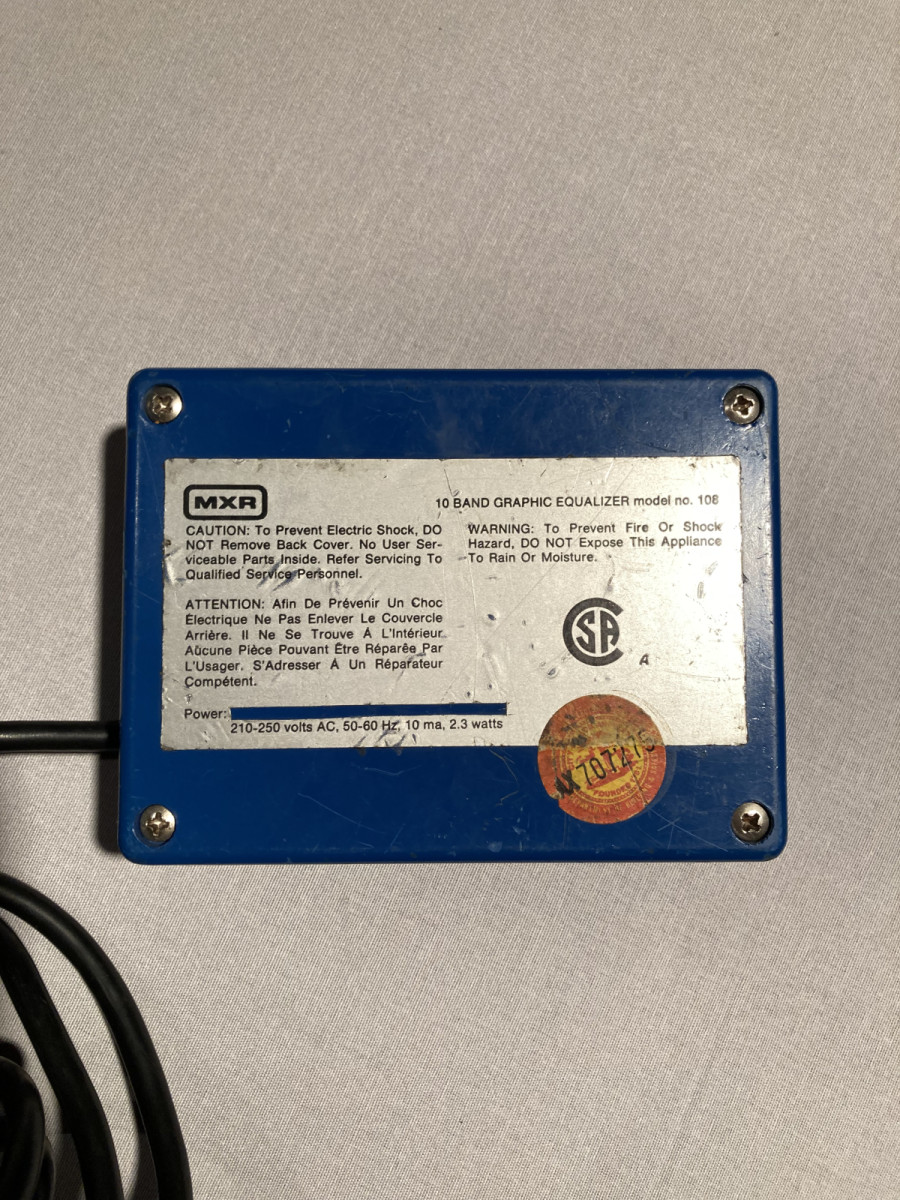 MXR
10 BAND GRAPHIC EQUALIZER model no. 108
CAUTION: To Prevent Electric Shock, DO
NOT Remove Back Cover. No User Ser-
viceable Parts Inside. Refer Servicing To
Qualified Service Personnel.
WARNING: To Prevent Fire Or Shock
Hazard, DO NOT Expose This Appliance
To Rain Or Moisture.
ATTENTION: Afin De Prévenir Un Choc
Électrique Ne Pas Enlever Le Couvercle
Arrière. Il Ne Se Trouve À L'Intérieur
Aucune Pièce Pouvant Être Réparée Par
L'Usager. S'Adresser À Un Réparateur
Compétent.
SA
A
Power:
210-250 volts AC, 50-60 Hz, 10 ma, 2.3 watts
FOUNDER